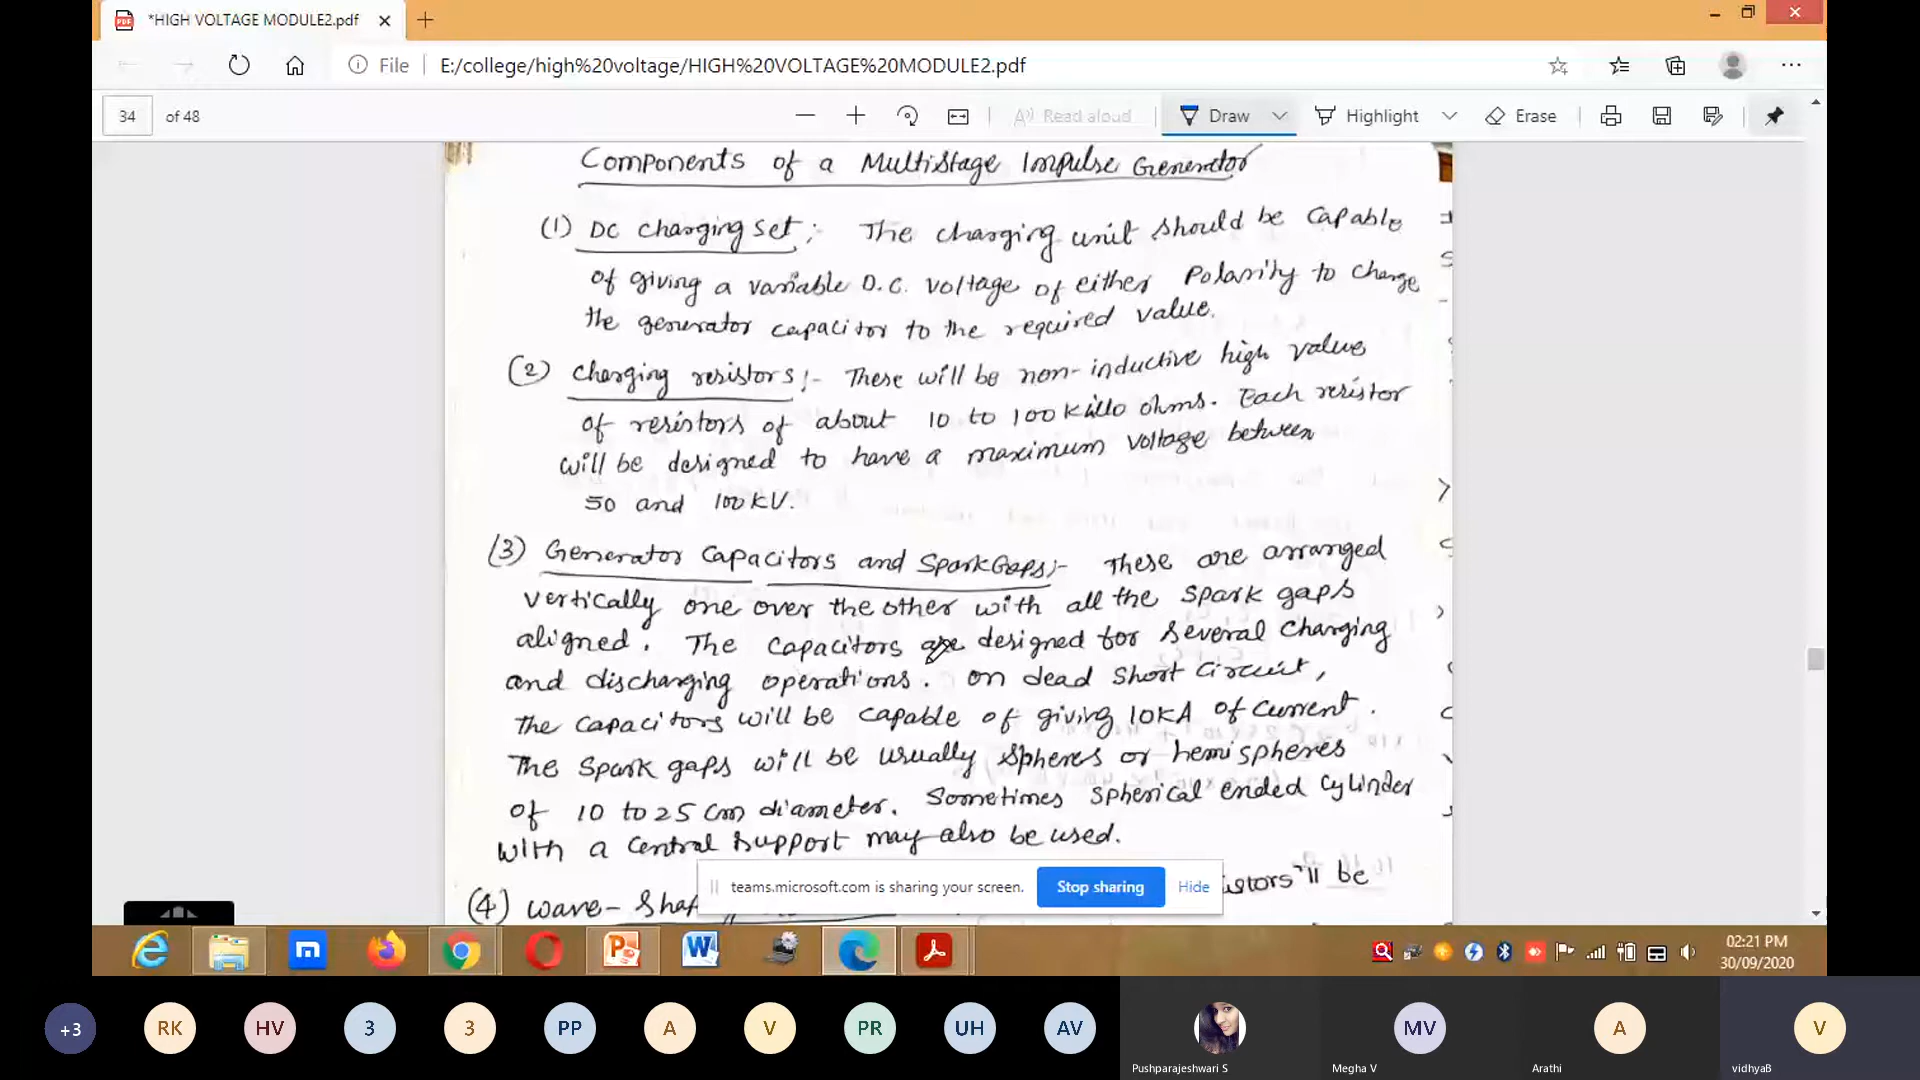 *HIGH VOLTAGE MODULE2.pdf
File E:/college/high%20voltage/HIGH%20VOLTAGE%20MODULE2.pdf
34 of 48 Read aloud Draw Highlight Erase
Components of a MultiStage Impulse Generator
(1) DC Charging Set:- The charging unit should be Capable
of giving a variable D.C. Voltage of either Polarity to charge
the generator capacitor to the required value.
(2) Charging resistors:- These will be non-inductive high value
of resistors of about 10 to 100 Killo ohms. Each resistor
will be designed to have a maximum voltage between
50 and 100 KV.
(3) Generator Capacitors and Spark Gaps:- These are arranged
vertically one over the other with all the spark gaps
aligned. The capacitors are designed for several charging
and discharging operations. On dead short circuit,
the capacitors will be capable of giving 10KA of current.
The spark gaps will be usually spheres or hemispheres
of 10 to 25 cm diameter. Sometimes spherical ended cylinder
with a central support may also be used.
(4) Wave-Sha be
teams.microsoft.com is sharing your screen. Stop sharing Hide
02:21 PM
30/09/2020
+3 RK HV 3 3 PP A V PR UH AV MV A V
Pushparajeshwari S Megha V Arathi vidhyaB